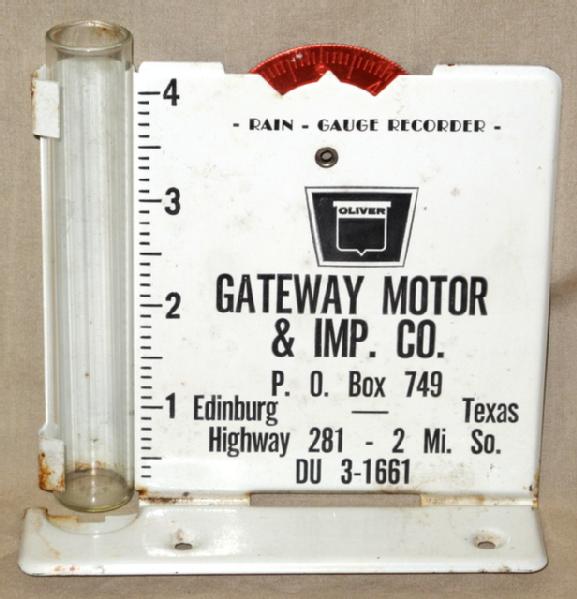 4
- RAIN - GAUGE RECORDER -
3
OLIVER
GATEWAY MOTOR
2
& IMP. CO.
P. O. Box 749
1
Edinburg — Texas
Highway 281 - 2 Mi. So.
DU 3-1661